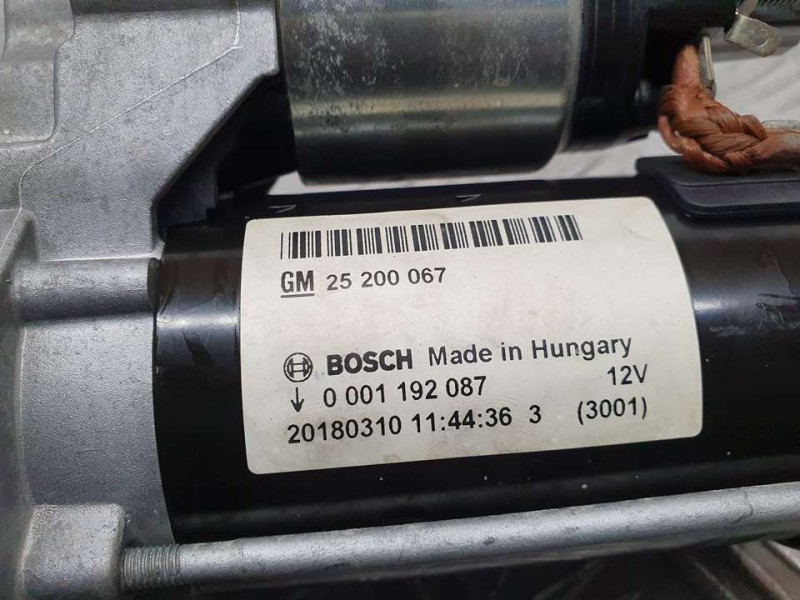 GM 25 200 067
BOSCH Made in Hungary
0 001 192 087 12V
20180310 11:44:36 3 (3001)